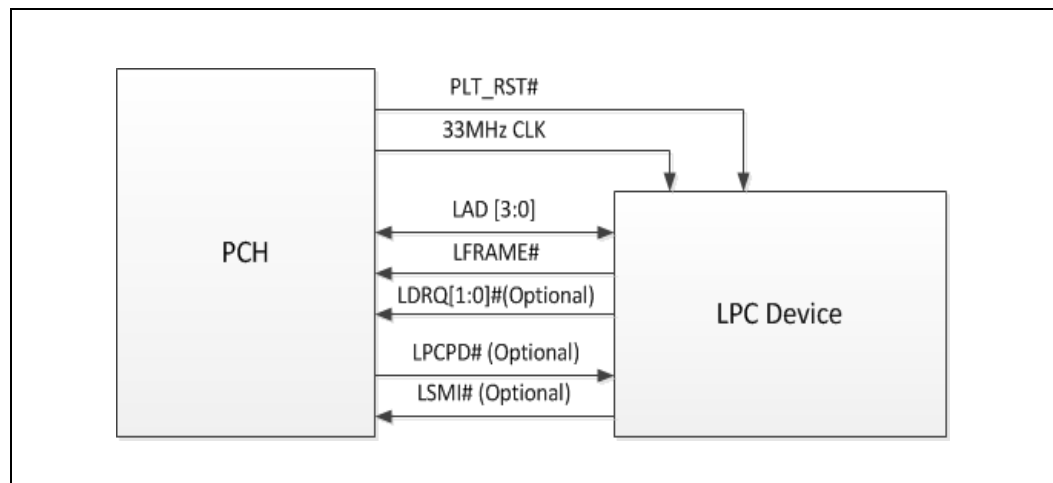 PLT_RST#
33MHz CLK
LAD [3:0]
PCH
LFRAME#
LDRQ[1:0]#(Optional)
LPC Device
LPCPD# (Optional)
LSMI# (Optional)